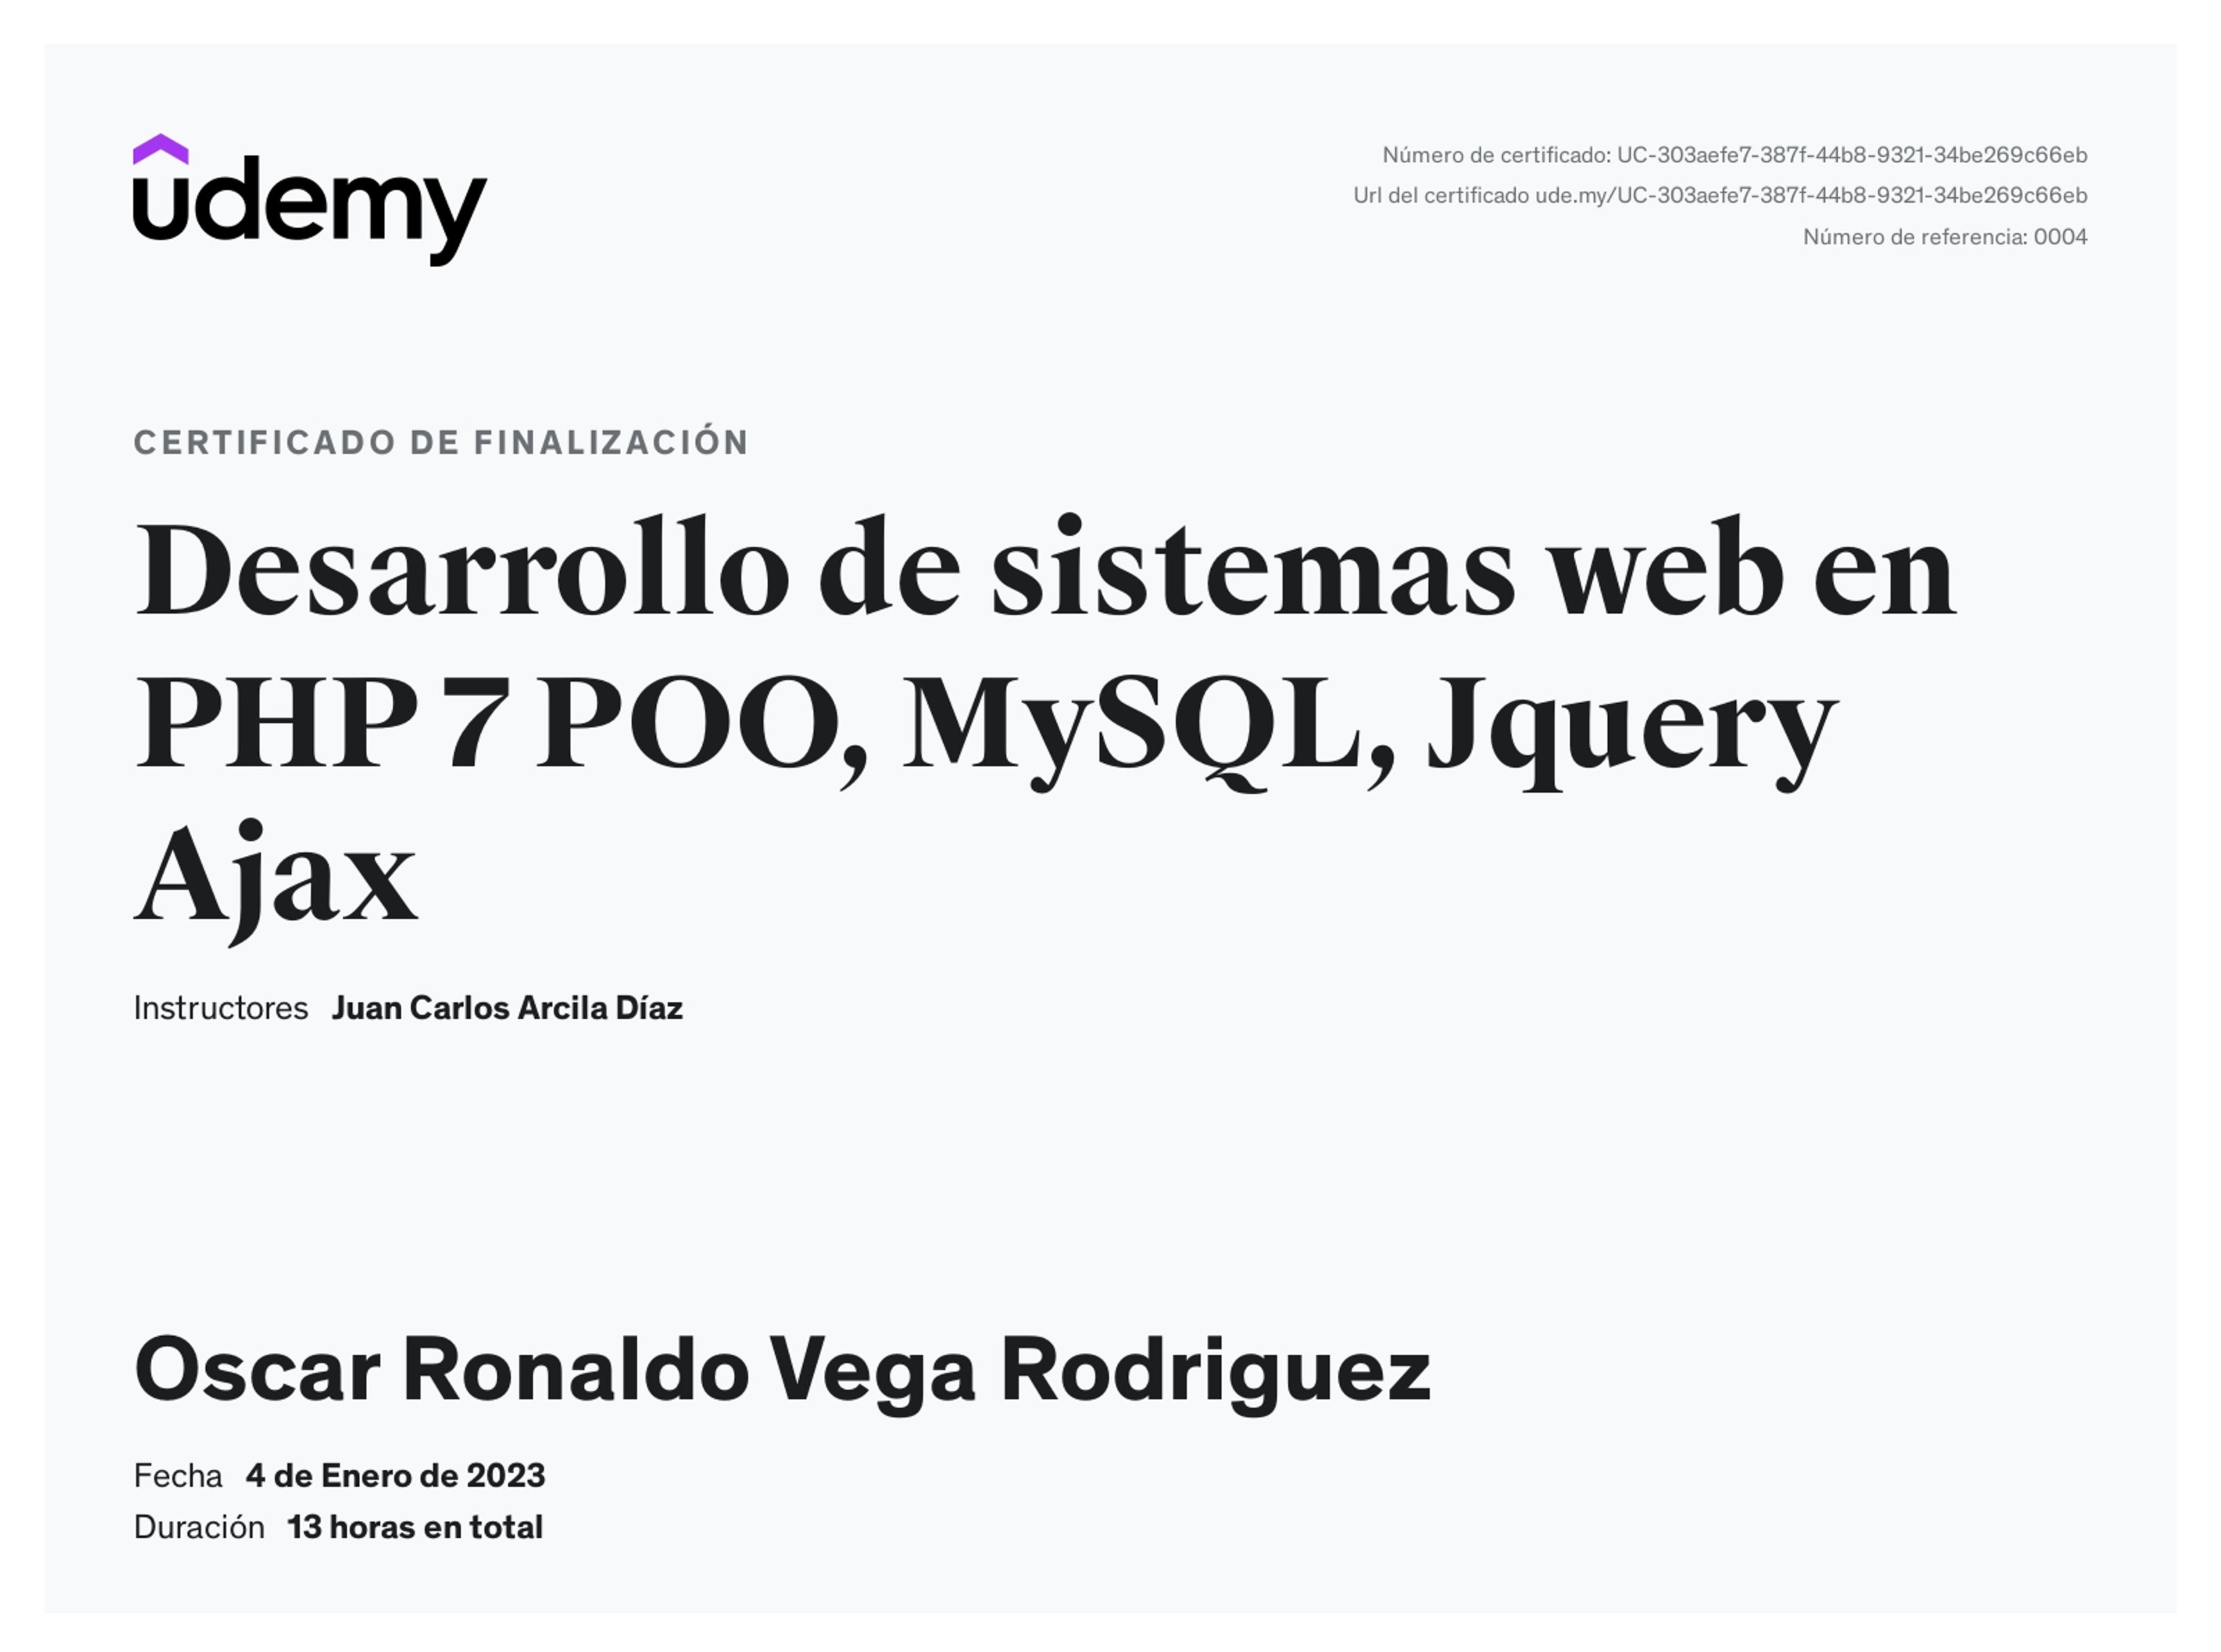 udemy
Número de certificado: UC-303aefe7-387f-44b8-9321-34be269c66eb
Url del certificado ude.my/UC-303aefe7-387f-44b8-9321-34be269c66eb
Número de referencia: 0004
CERTIFICADO DE FINALIZACIÓN
Desarrollo de sistemas web en
PHP 7 POO, MySQL, Jquery
Ajax
Instructores Juan Carlos Arcila Díaz
Oscar Ronaldo Vega Rodriguez
Fecha 4 de Enero de 2023
Duración 13 horas en total